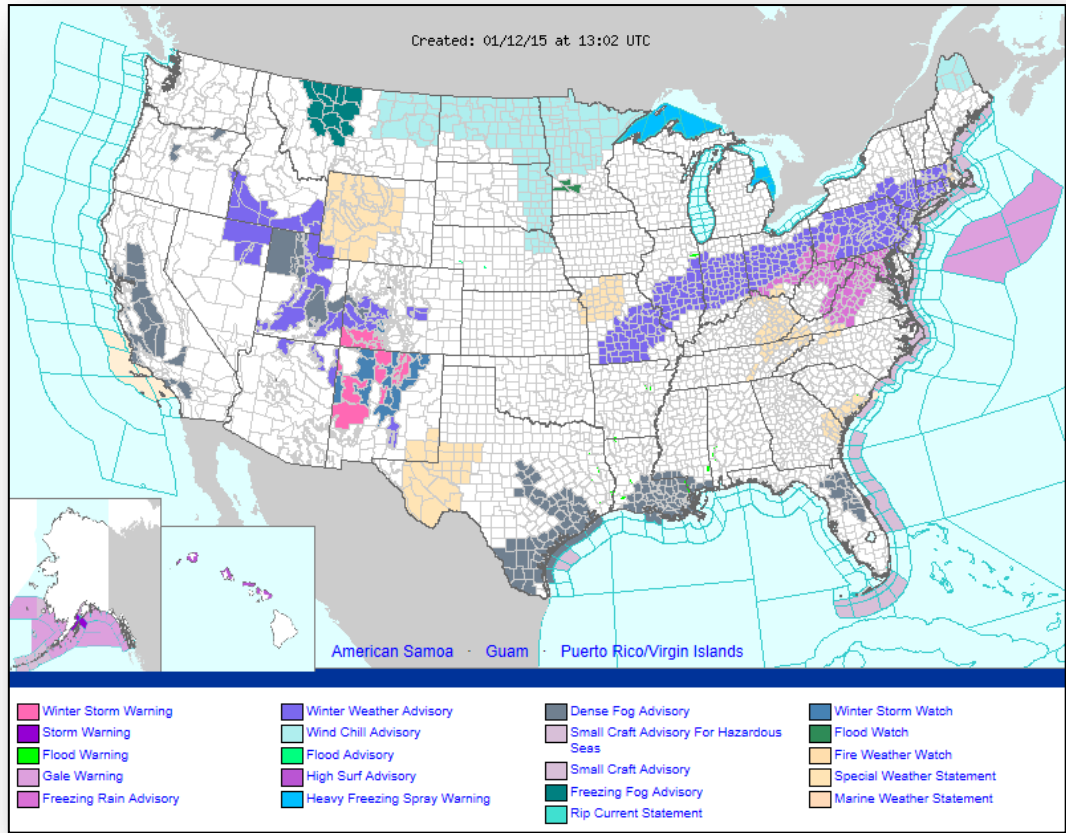 Created: 01/12/15 at 13:02 UTC
American Samoa · Guam · Puerto Rico/Virgin Islands
Winter Storm Warning
Storm Warning
Flood Warning
Gale Warning
Freezing Rain Advisory
Winter Weather Advisory
Wind Chill Advisory
Flood Advisory
High Surf Advisory
Heavy Freezing Spray Warning
Dense Fog Advisory
Small Craft Advisory For Hazardous
Seas
Small Craft Advisory
Freezing Fog Advisory
Rip Current Statement
Winter Storm Watch
Flood Watch
Fire Weather Watch
Special Weather Statement
Marine Weather Statement